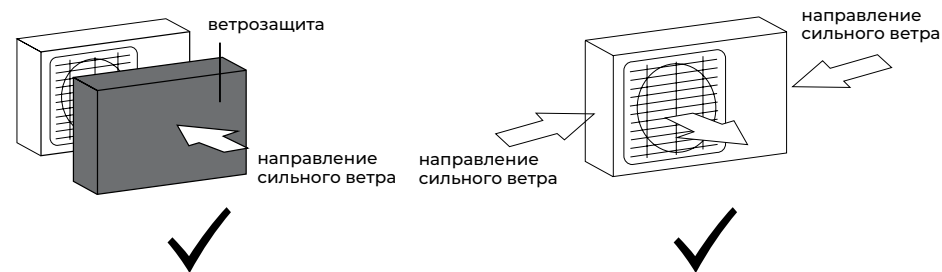 ветрозащита
направление
сильного ветра
направление
сильного ветра
направление
сильного ветра